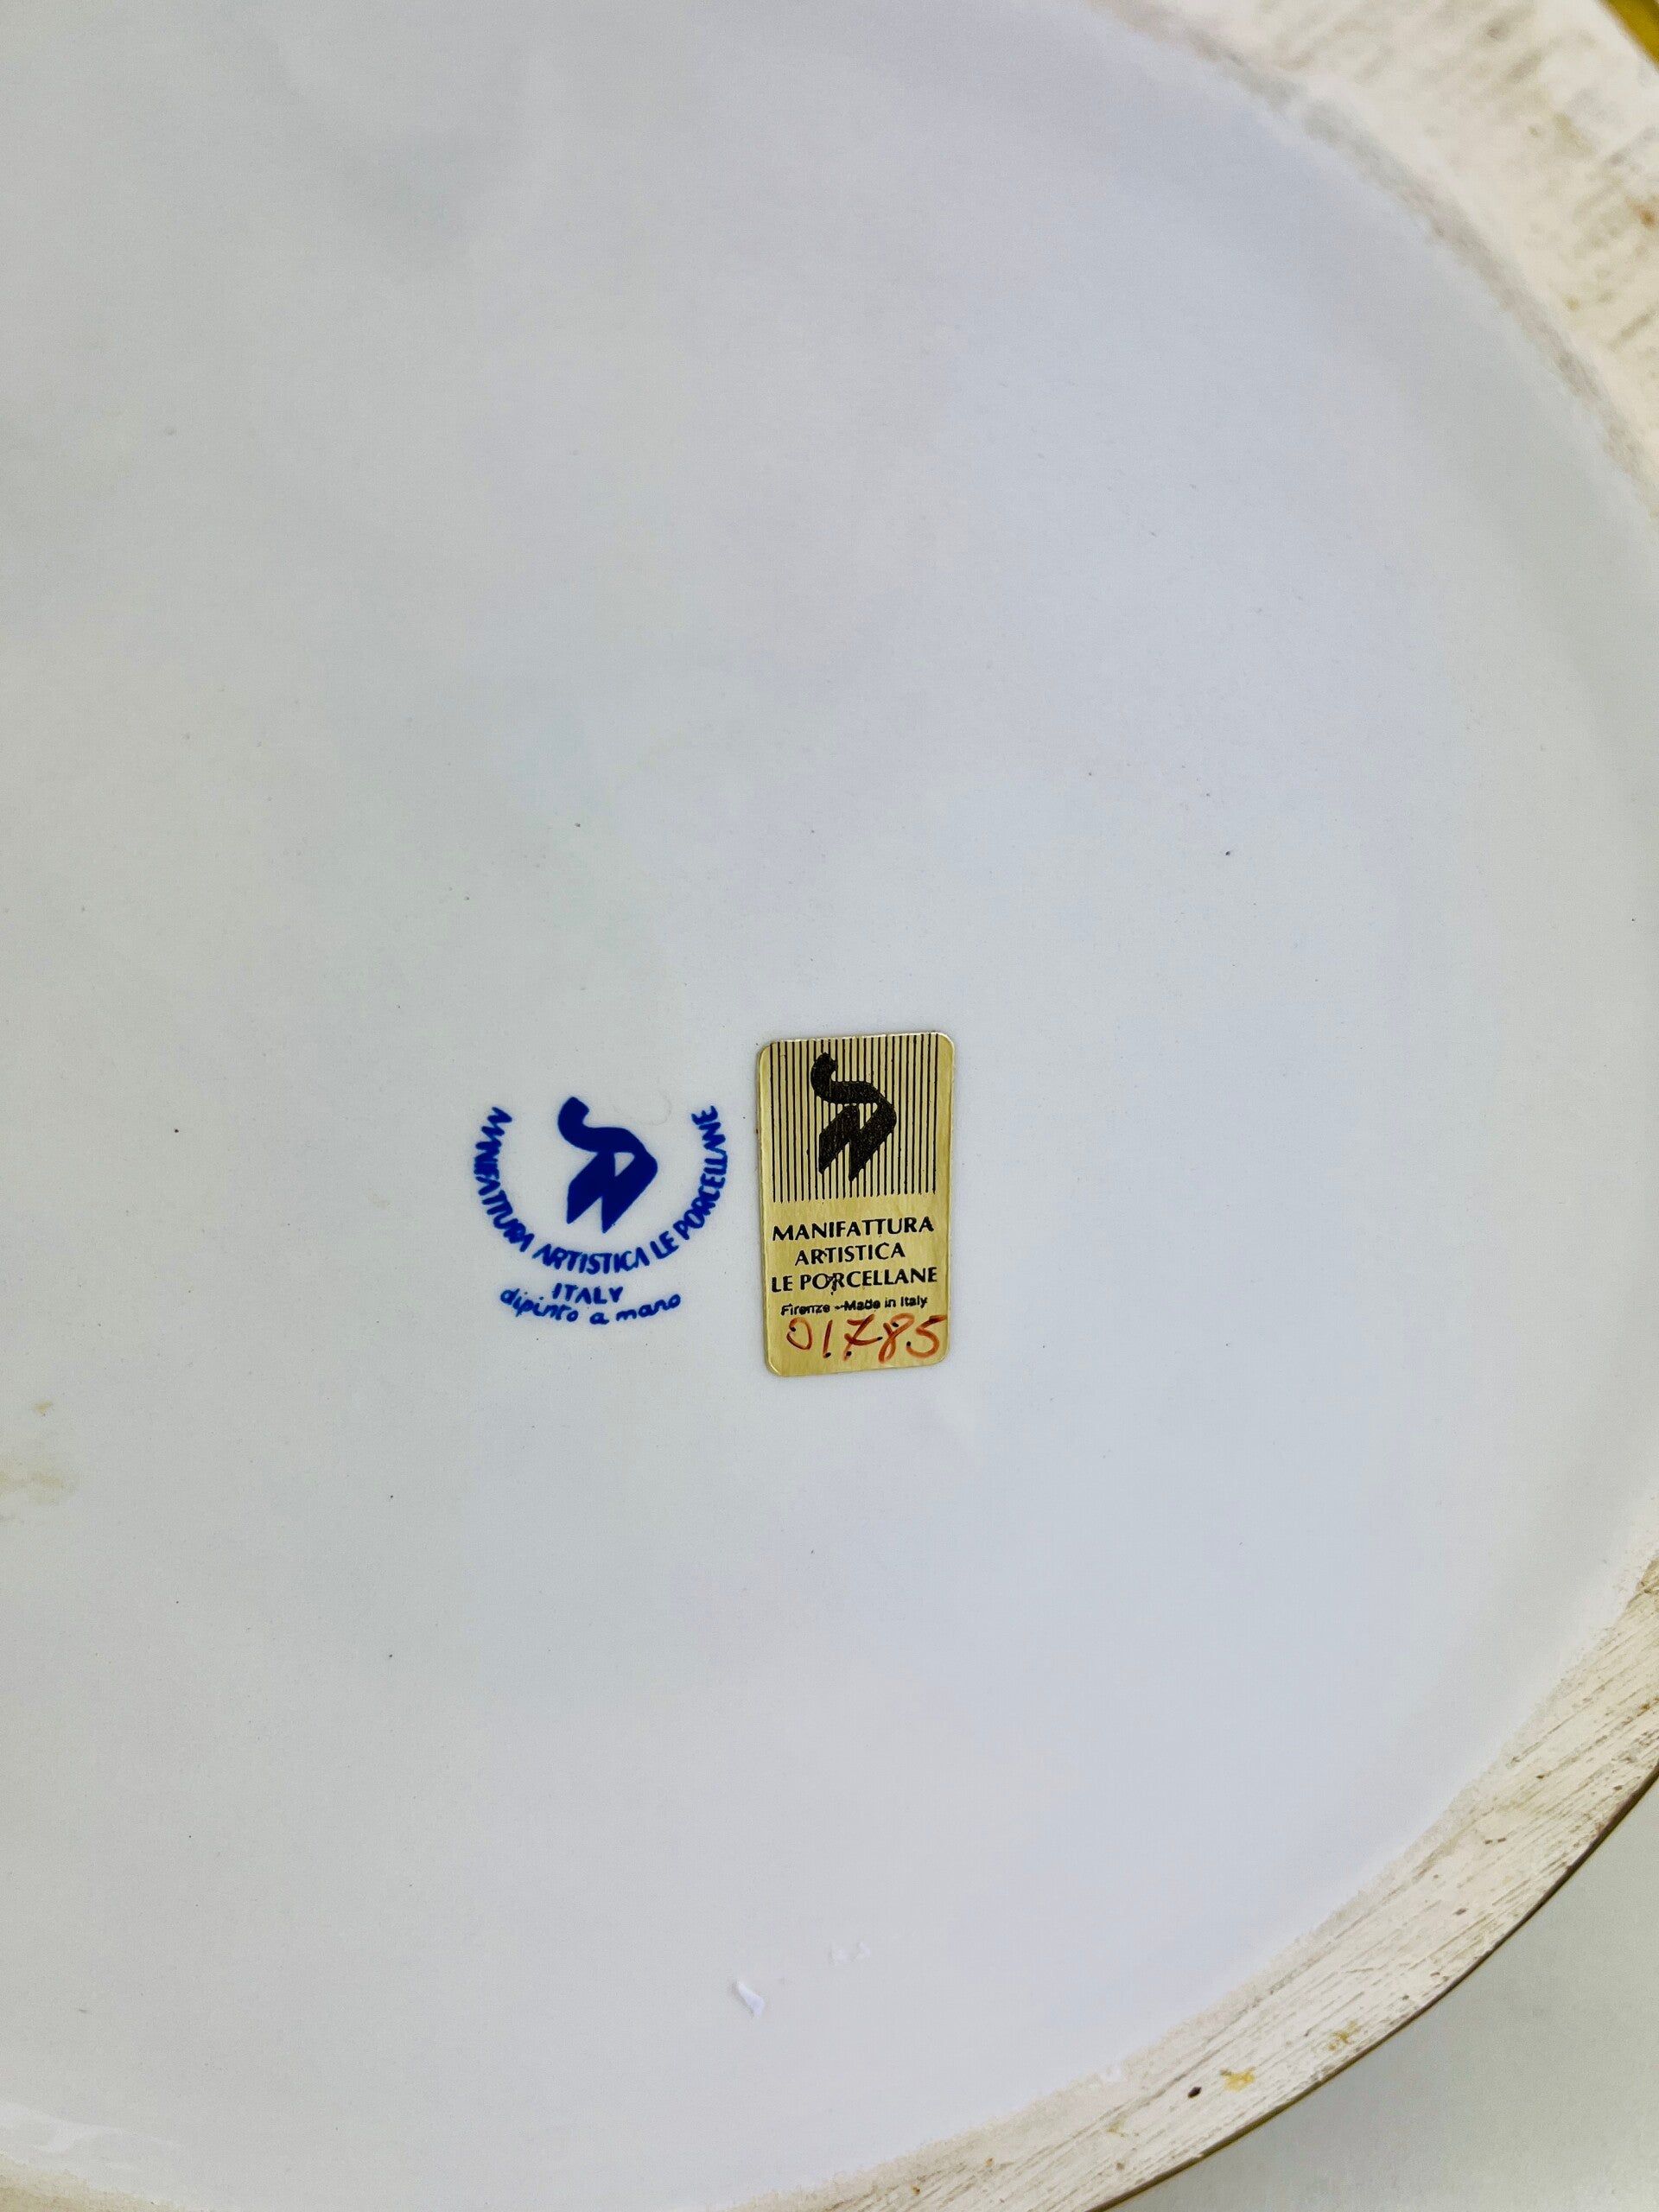 MANIFATTURA ARTISTICA LE PORCELLANE
ITALY
dipinto a mano
MANIFATTURA
ARTISTICA
LE PORCELLANE
Firenze - Made in Italy
01785